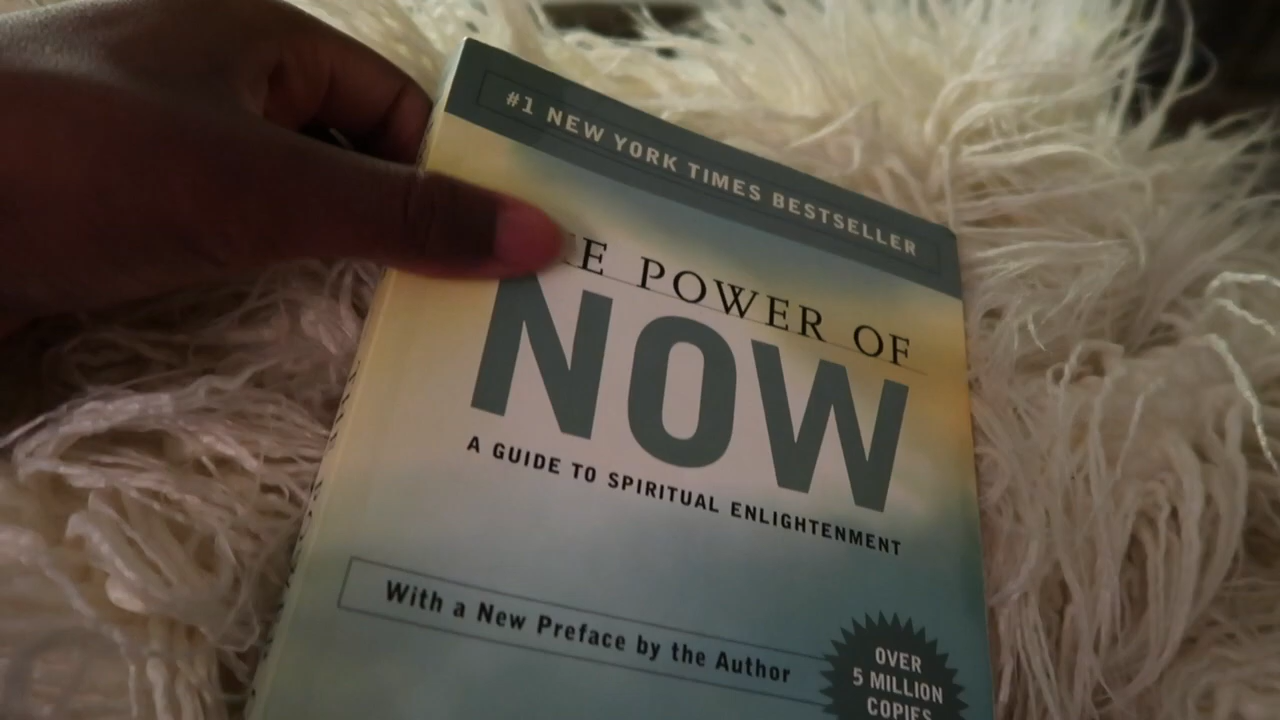 #1 NEW YORK TIMES BESTSELLER
POWER OF
NOW
A GUIDE TO SPIRITUAL ENLIGHTENMENT
With a New Preface by the Author
OVER
5 MILLION
COPIES